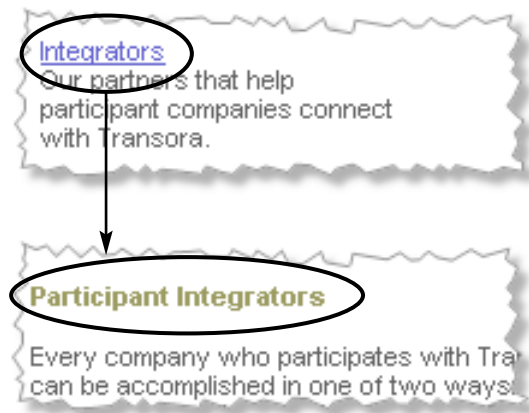 Integrators
Our partners that help
participant companies connect
with Transora.
Participant Integrators
Every company who participates with
can be accomplished in one of two ways